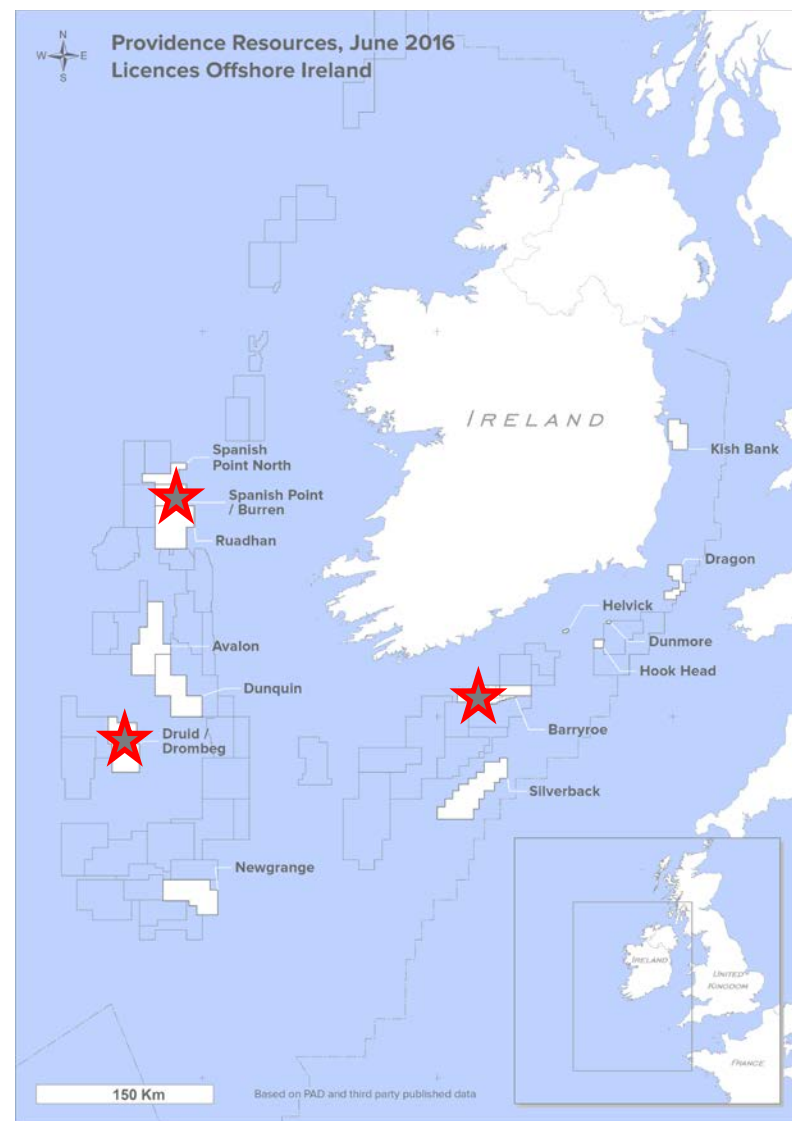 N
W E
S
Providence Resources, June 2016
Licences Offshore Ireland
IRELAND
Spanish
Point North
Spanish Point
/ Burren
Ruadhan
Kish Bank
Dragon
Helvick
Dunmore
Hook Head
Avalon
Dunquin
Druid /
Drombeg
Barryroe
Silverback
Newgrange
IRELAND
UNITED
KINGDOM
FRANCE
150 Km
Based on PAD and third party published data